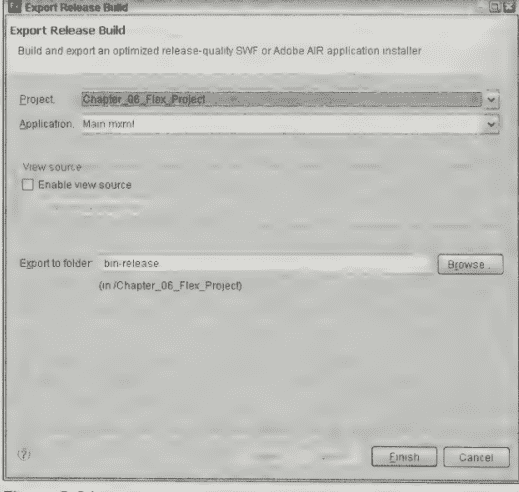 Export Release Build
Export Release Build
Build and export an optimized release-quality SWF or Adobe AIR application installer
Project: Chapter_06_Flex_Project
Application: Main.mxml
View source
Enable view source
Export to folder: bin-release
Browse...
(in /Chapter_06_Flex_Project)
Finish
Cancel